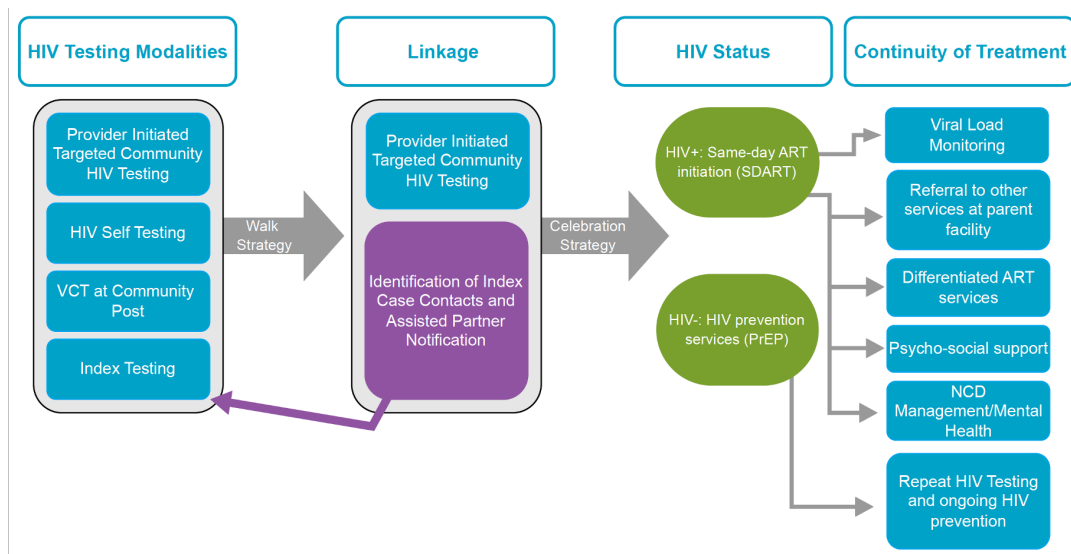 HIV Testing Modalities
Linkage
HIV Status
Continuity of Treatment
Provider Initiated
Targeted Community
HIV Testing
HIV Self Testing
VCT at Community
Post
Index Testing
Walk
Strategy
Provider Initiated
Targeted Community
HIV Testing
Identification of Index
Case Contacts and
Assisted Partner
Notification
Celebration
Strategy
HIV+: Same-day ART
initiation (SDART)
HIV-: HIV prevention
services (PrEP)
Viral Load
Monitoring
Referral to other
services at parent
facility
Differentiated ART
services
Psycho-social support
NCD
Management/Mental
Health
Repeat HIV Testing
and ongoing HIV
prevention